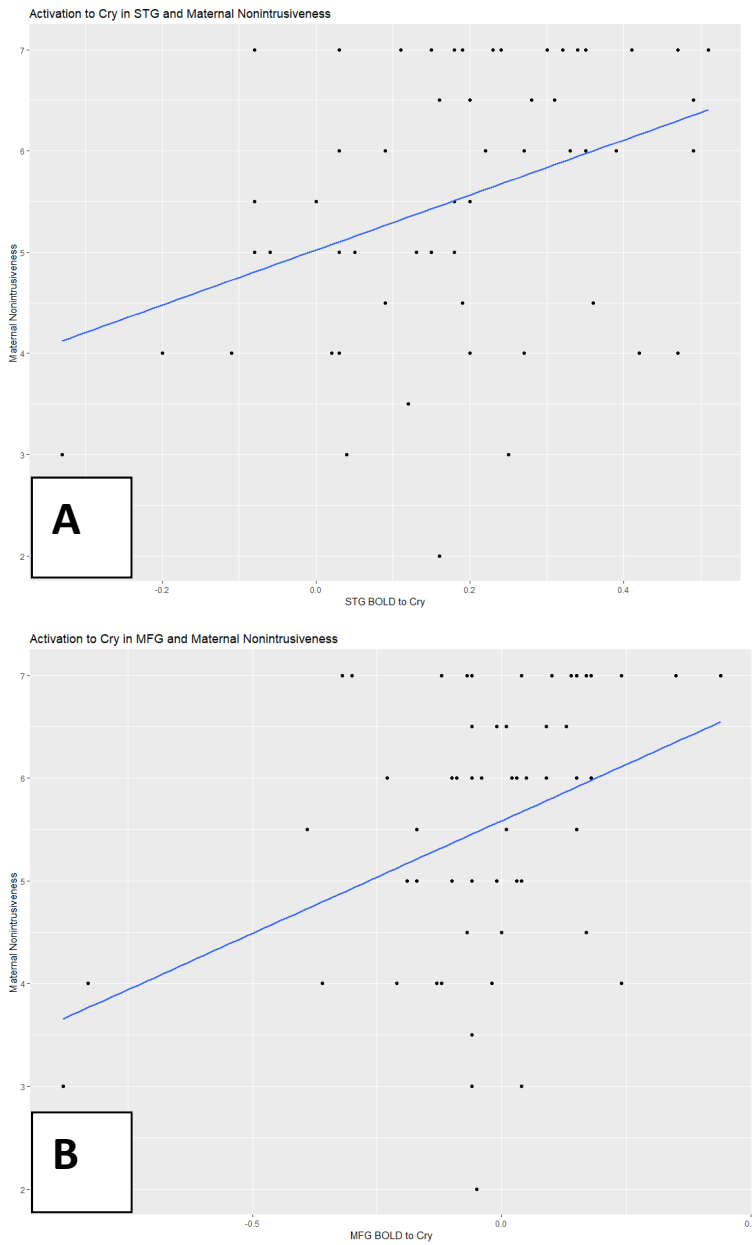 Activation to Cry in STG and Maternal Nonintrusiveness
7
6
5
4
3
2
Maternal Nonintrusiveness
A
-0.2 0.0 0.2 0.4
STG BOLD to Cry
Activation to Cry in MFG and Maternal Nonintrusiveness
7
6
5
4
3
2
Maternal Nonintrusiveness
B
-0.5 0.0 0.
MFG BOLD to Cry